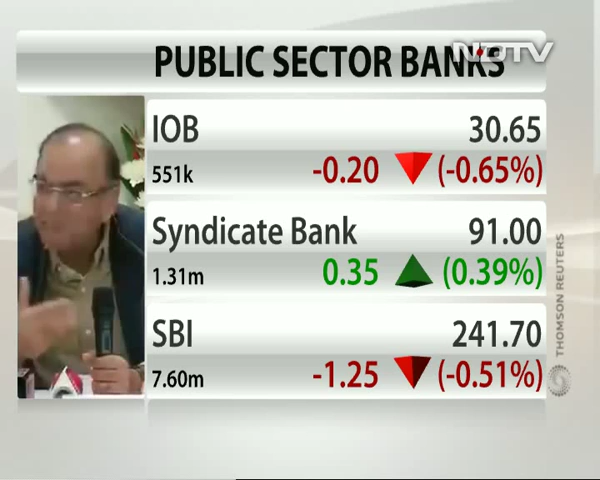 NDTV
PUBLIC SECTOR BANKS
IOB 30.65
551k -0.20 (-0.65%)
Syndicate Bank 91.00
1.31m 0.35 (0.39%)
SBI 241.70
7.60m -1.25 (-0.51%)
THOMSON REUTERS